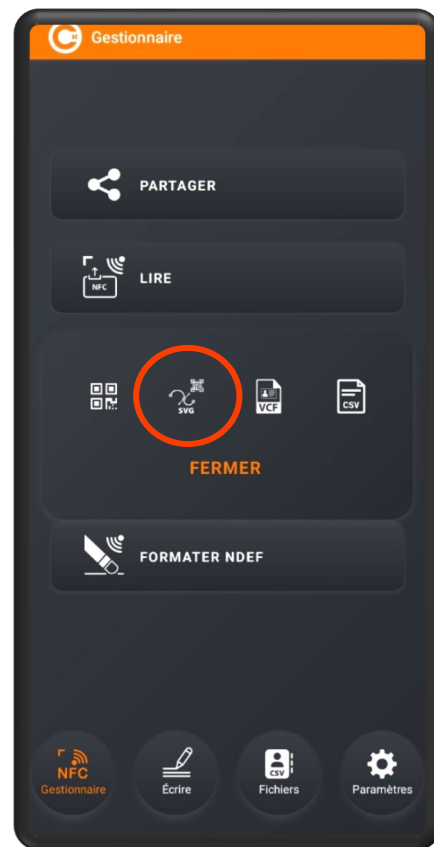 Gestionnaire
PARTAGER
NFC
LIRE
SVG
VCF
CSV
FERMER
FORMATER NDEF
NFC
Gestionnaire
Écrire
CSV
Fichiers
Paramètres